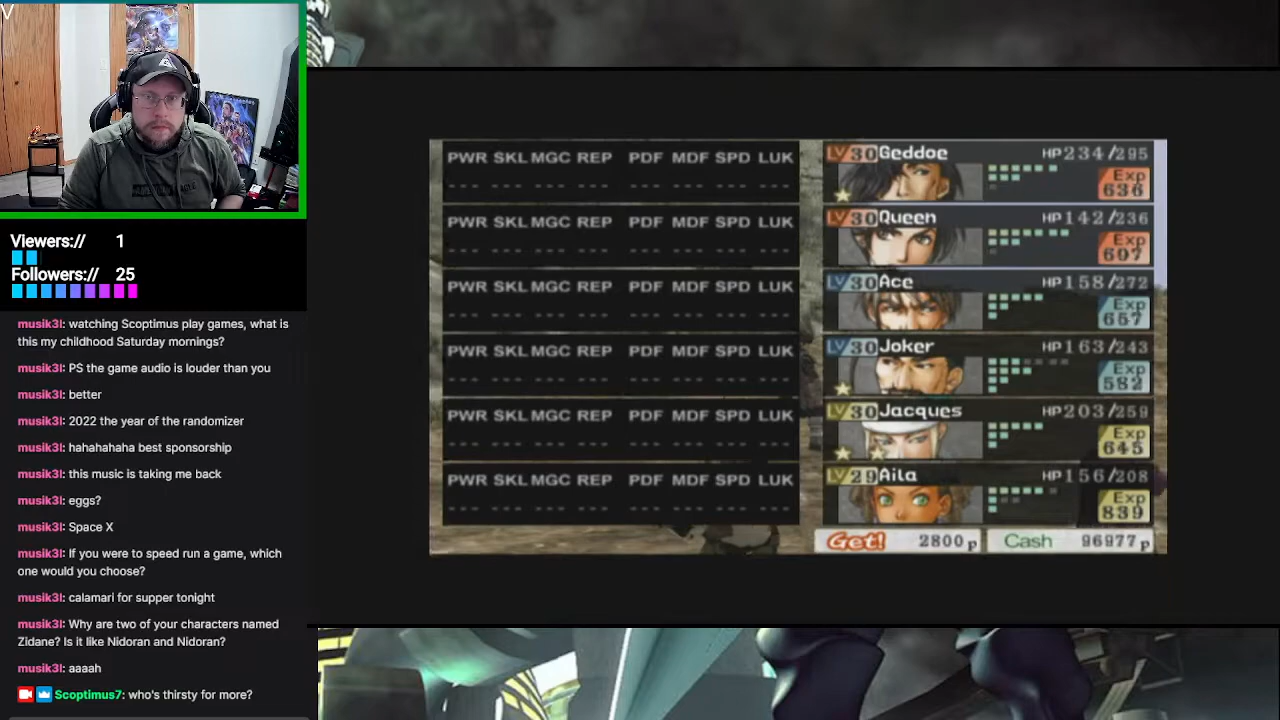 Viewers// 1
Followers// 25
musik3l: watching Scoptimus play games, what is
this my childhood Saturday mornings?
musik3l: PS the game audio is louder than you
musik3l: better
musik3l: 2022 the year of the randomizer
musik3l: hahahahaha best sponsorship
musik3l: this music is taking me back
musik3l: eggs?
musik3l: Space X
musik3l: If you were to speed run a game, which
one would you choose?
musik3l: calamari for supper tonight
musik3l: Why are two of your characters named
Zidane? Is it like Nidoran and Nidoran?
musik3l: aaaah
Scoptimus7: who's thirsty for more?
PWR SKL MGC REP PDF MDF SPD LUK
--- --- --- --- --- --- --- ---
PWR SKL MGC REP PDF MDF SPD LUK
--- --- --- --- --- --- --- ---
PWR SKL MGC REP PDF MDF SPD LUK
--- --- --- --- --- --- --- ---
PWR SKL MGC REP PDF MDF SPD LUK
--- --- --- --- --- --- --- ---
PWR SKL MGC REP PDF MDF SPD LUK
--- --- --- --- --- --- --- ---
PWR SKL MGC REP PDF MDF SPD LUK
--- --- --- --- --- --- --- ---
LV 30 Geddoe HP 234/295
Exp
636
LV 30 Queen HP 142/236
Exp
607
LV 30 Ace HP 158/272
Exp
657
LV 30 Joker HP 163/243
Exp
582
LV 30 Jacques HP 203/259
Exp
645
LV 29 Aila HP 156/208
Exp
839
Get! 2800p Cash 96977p